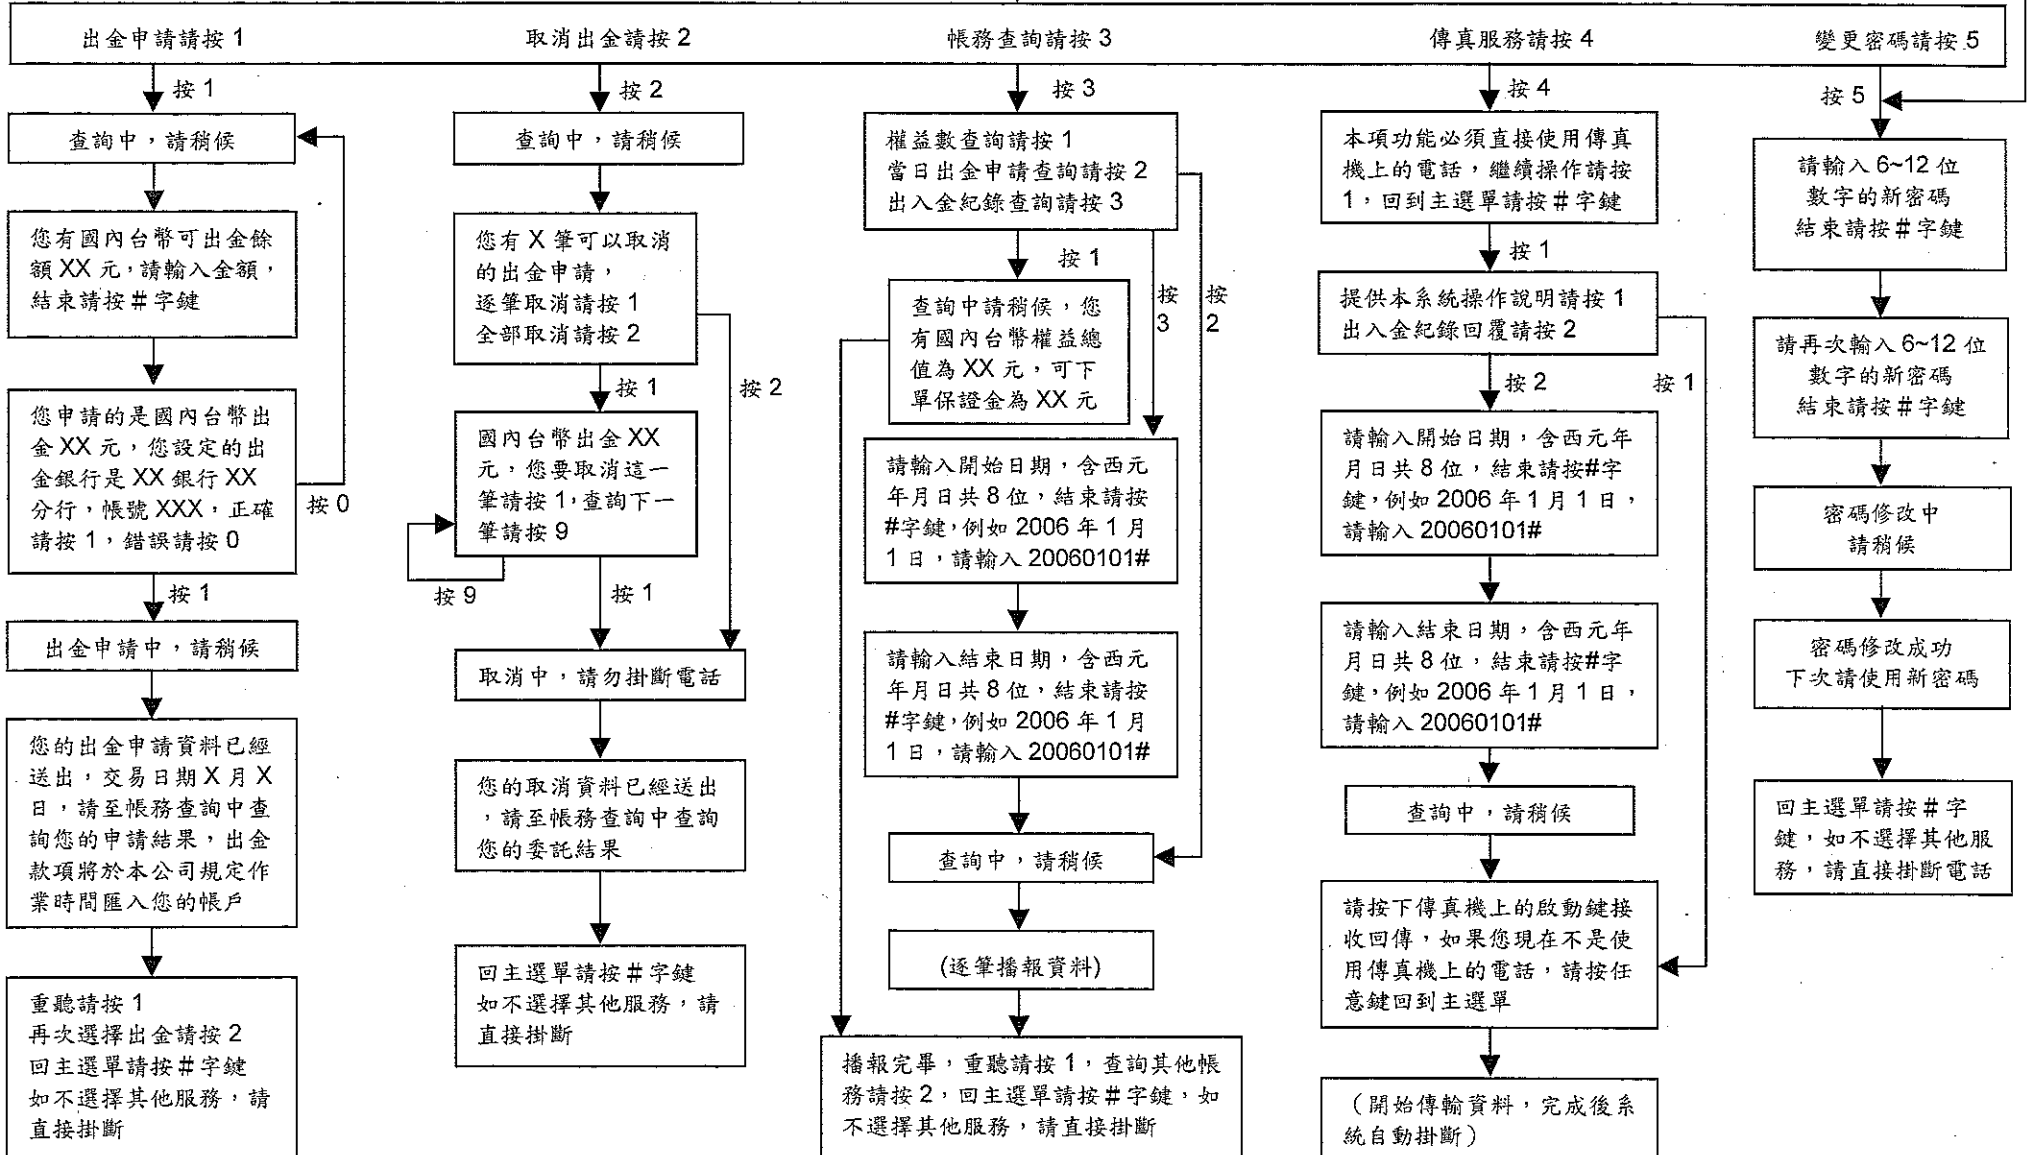 出金申請請按 1
取消出金請按 2
帳務查詢請按 3
傳真服務請按 4
變更密碼請按 5
按 1
查詢中，請稍候
您有國內台幣可出金餘
額 XX 元，請輸入金額，
結束請按＃字鍵
您申請的是國內台幣出
金 XX 元，您設定的出
金銀行是 XX 銀行 XX
分行，帳號 XXX，正確
請按 1，錯誤請按 0
按 0
按 1
出金申請中，請稍候
您的出金申請資料已經
送出，交易日期 X 月 X
日，請至帳務查詢中查
詢您的申請結果，出金
款項將於本公司規定作
業時間匯入您的帳戶
重聽請按 1
再次選擇出金請按 2
回主選單請按＃字鍵
如不選擇其他服務，請
直接掛斷
按 2
查詢中，請稍候
您有 X 筆可以取消
的出金申請，
逐筆取消請按 1
全部取消請按 2
按 1
按 2
國內台幣出金 XX
元，您要取消這一
筆請按 1，查詢下一
筆請按 9
按 9
按 1
取消中，請勿掛斷電話
您的取消資料已經送出
，請至帳務查詢中查詢
您的委託結果
回主選單請按＃字鍵
如不選擇其他服務，請
直接掛斷
按 3
權益數查詢請按 1
當日出金申請查詢請按 2
出入金紀錄查詢請按 3
按 1
按
3
按
2
查詢中請稍候，您
有國內台幣權益總
值為 XX 元，可下
單保證金為 XX 元
請輸入開始日期，含西元
年月日共 8 位，結束請按
#字鍵，例如 2006 年 1 月
1 日，請輸入 20060101#
請輸入結束日期，含西元
年月日共 8 位，結束請按
#字鍵，例如 2006 年 1 月
1 日，請輸入 20060101#
查詢中，請稍候
(逐筆播報資料)
播報完畢，重聽請按 1，查詢其他帳
務請按 2，回主選單請按＃字鍵，如
不選擇其他服務，請直接掛斷
按 4
本項功能必須直接使用傳真
機上的電話，繼續操作請按
1，回到主選單請按＃字鍵
按 1
提供本系統操作說明請按 1
出入金紀錄回覆請按 2
按 2
按 1
請輸入開始日期，含西元年
月日共 8 位，結束請按#字
鍵，例如 2006 年 1 月 1 日，
請輸入 20060101#
請輸入結束日期，含西元年
月日共 8 位，結束請按#字
鍵，例如 2006 年 1 月 1 日，
請輸入 20060101#
查詢中，請稍候
請按下傳真機上的啟動鍵接
收回傳，如果您現在不是使
用傳真機上的電話，請按任
意鍵回到主選單
（開始傳輸資料，完成後系
統自動掛斷）
按 5
請輸入 6~12 位
數字的新密碼
結束請按＃字鍵
請再次輸入 6~12 位
數字的新密碼
結束請按＃字鍵
密碼修改中
請稍候
密碼修改成功
下次請使用新密碼
回主選單請按＃字
鍵，如不選擇其他服
務，請直接掛斷電話